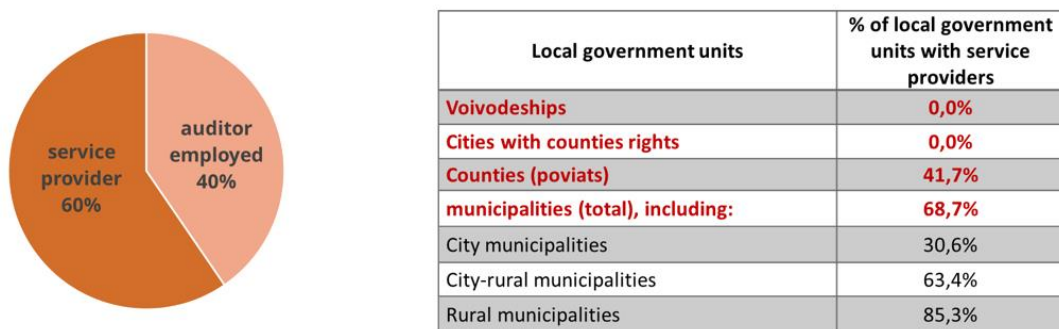 service
provider
60%
auditor
employed
40%
Local government units
% of local government
units with service
providers
Voivodeships 0,0%
Cities with counties rights 0,0%
Counties (poviats) 41,7%
municipalities (total), including: 68,7%
City municipalities 30,6%
City-rural municipalities 63,4%
Rural municipalities 85,3%